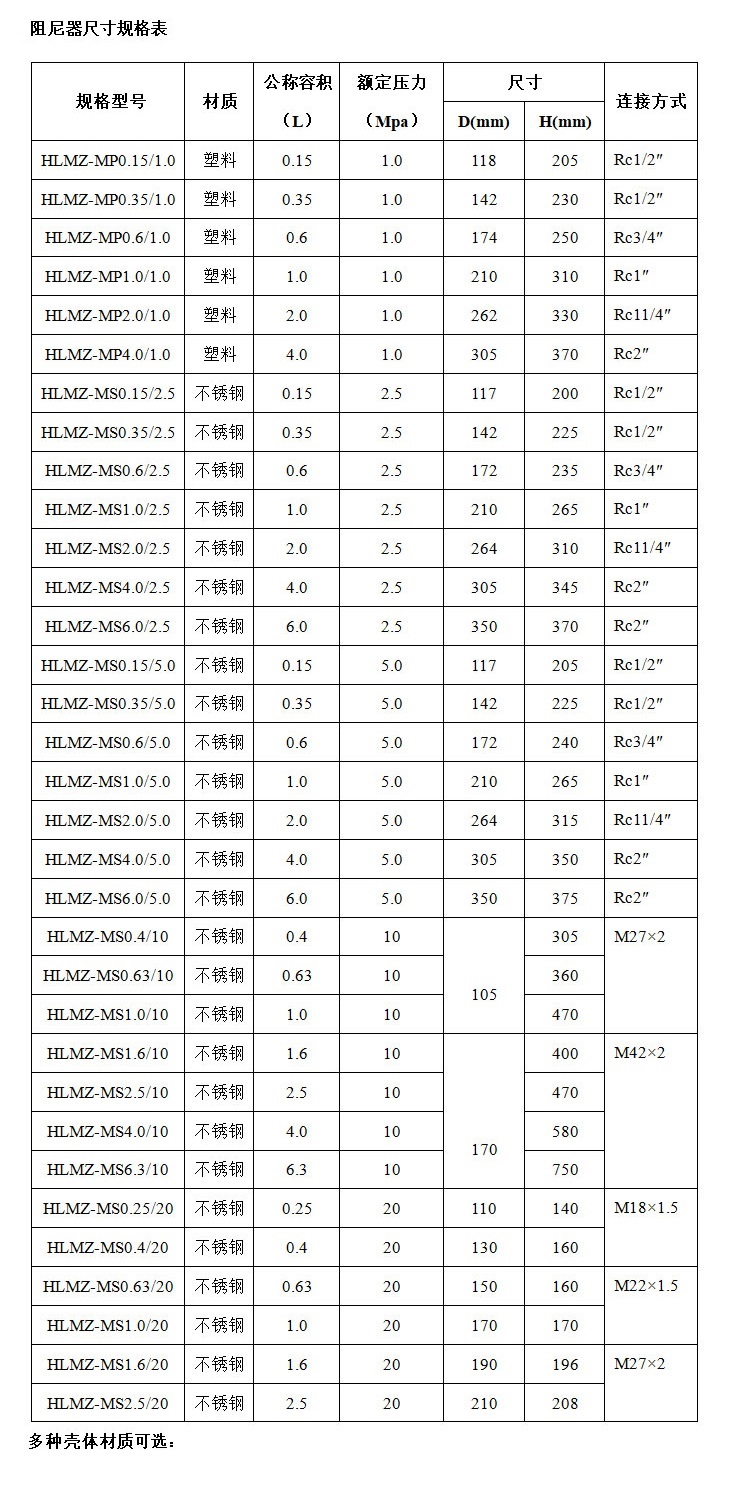 阻尼器尺寸规格表
规格型号 材质 公称容积（L） 额定压力（Mpa） 尺寸 连接方式
D(mm) H(mm)
HLMZ-MP0.15/1.0 塑料 0.15 1.0 118 205 Rc1/2″
HLMZ-MP0.35/1.0 塑料 0.35 1.0 142 230 Rc1/2″
HLMZ-MP0.6/1.0 塑料 0.6 1.0 174 250 Rc3/4″
HLMZ-MP1.0/1.0 塑料 1.0 1.0 210 310 Rc1″
HLMZ-MP2.0/1.0 塑料 2.0 1.0 262 330 Rc11/4″
HLMZ-MP4.0/1.0 塑料 4.0 1.0 305 370 Rc2″
HLMZ-MS0.15/2.5 不锈钢 0.15 2.5 117 200 Rc1/2″
HLMZ-MS0.35/2.5 不锈钢 0.35 2.5 142 225 Rc1/2″
HLMZ-MS0.6/2.5 不锈钢 0.6 2.5 172 235 Rc3/4″
HLMZ-MS1.0/2.5 不锈钢 1.0 2.5 210 265 Rc1″
HLMZ-MS2.0/2.5 不锈钢 2.0 2.5 264 310 Rc11/4″
HLMZ-MS4.0/2.5 不锈钢 4.0 2.5 305 345 Rc2″
HLMZ-MS6.0/2.5 不锈钢 6.0 2.5 350 370 Rc2″
HLMZ-MS0.15/5.0 不锈钢 0.15 5.0 117 205 Rc1/2″
HLMZ-MS0.35/5.0 不锈钢 0.35 5.0 142 225 Rc1/2″
HLMZ-MS0.6/5.0 不锈钢 0.6 5.0 172 240 Rc3/4″
HLMZ-MS1.0/5.0 不锈钢 1.0 5.0 210 265 Rc1″
HLMZ-MS2.0/5.0 不锈钢 2.0 5.0 264 315 Rc11/4″
HLMZ-MS4.0/5.0 不锈钢 4.0 5.0 305 350 Rc2″
HLMZ-MS6.0/5.0 不锈钢 6.0 5.0 350 375 Rc2″
HLMZ-MS0.4/10 不锈钢 0.4 10 305 M27×2
HLMZ-MS0.63/10 不锈钢 0.63 10 105 360
HLMZ-MS1.0/10 不锈钢 1.0 10 470
HLMZ-MS1.6/10 不锈钢 1.6 10 400 M42×2
HLMZ-MS2.5/10 不锈钢 2.5 10 470
HLMZ-MS4.0/10 不锈钢 4.0 10 170 580
HLMZ-MS6.3/10 不锈钢 6.3 10 750
HLMZ-MS0.25/20 不锈钢 0.25 20 110 140 M18×1.5
HLMZ-MS0.4/20 不锈钢 0.4 20 130 160
HLMZ-MS0.63/20 不锈钢 0.63 20 150 160 M22×1.5
HLMZ-MS1.0/20 不锈钢 1.0 20 170 170
HLMZ-MS1.6/20 不锈钢 1.6 20 190 196 M27×2
HLMZ-MS2.5/20 不锈钢 2.5 20 210 208
多种壳体材质可选：